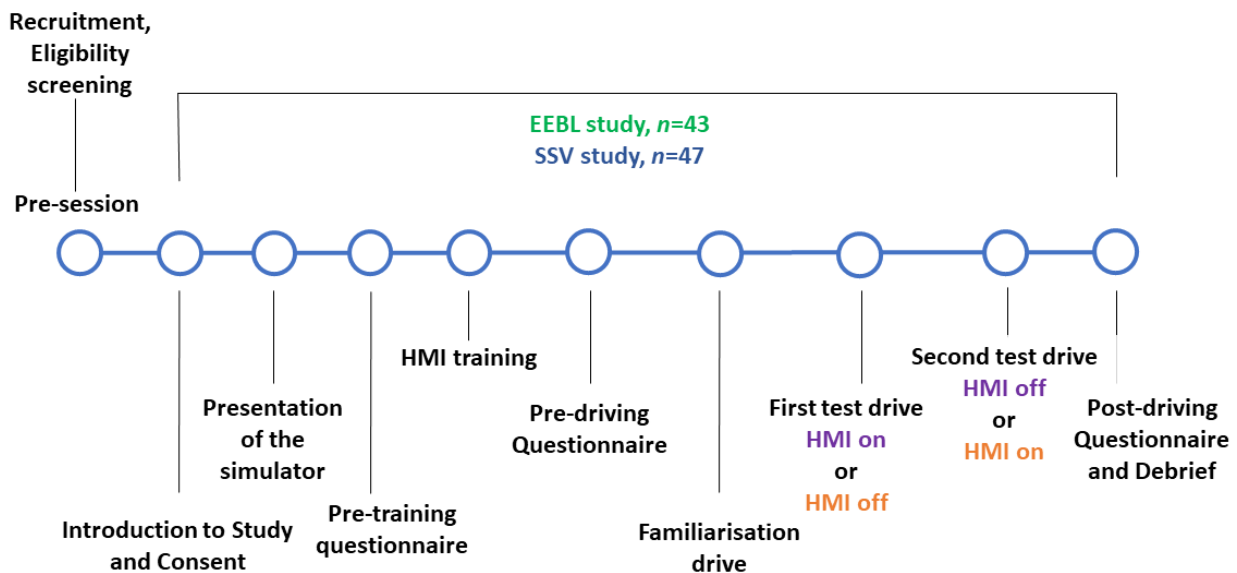 Recruitment,
Eligibility
screening
EEBL study, n=43
SSV study, n=47
Pre-session
Introduction to Study
and Consent
Presentation
of the
simulator
Pre-training
questionnaire
HMI training
Pre-driving
Questionnaire
Familiarisation
drive
First test drive
HMI on
or
HMI off
Second test drive
HMI off
or
HMI on
Post-driving
Questionnaire
and Debrief